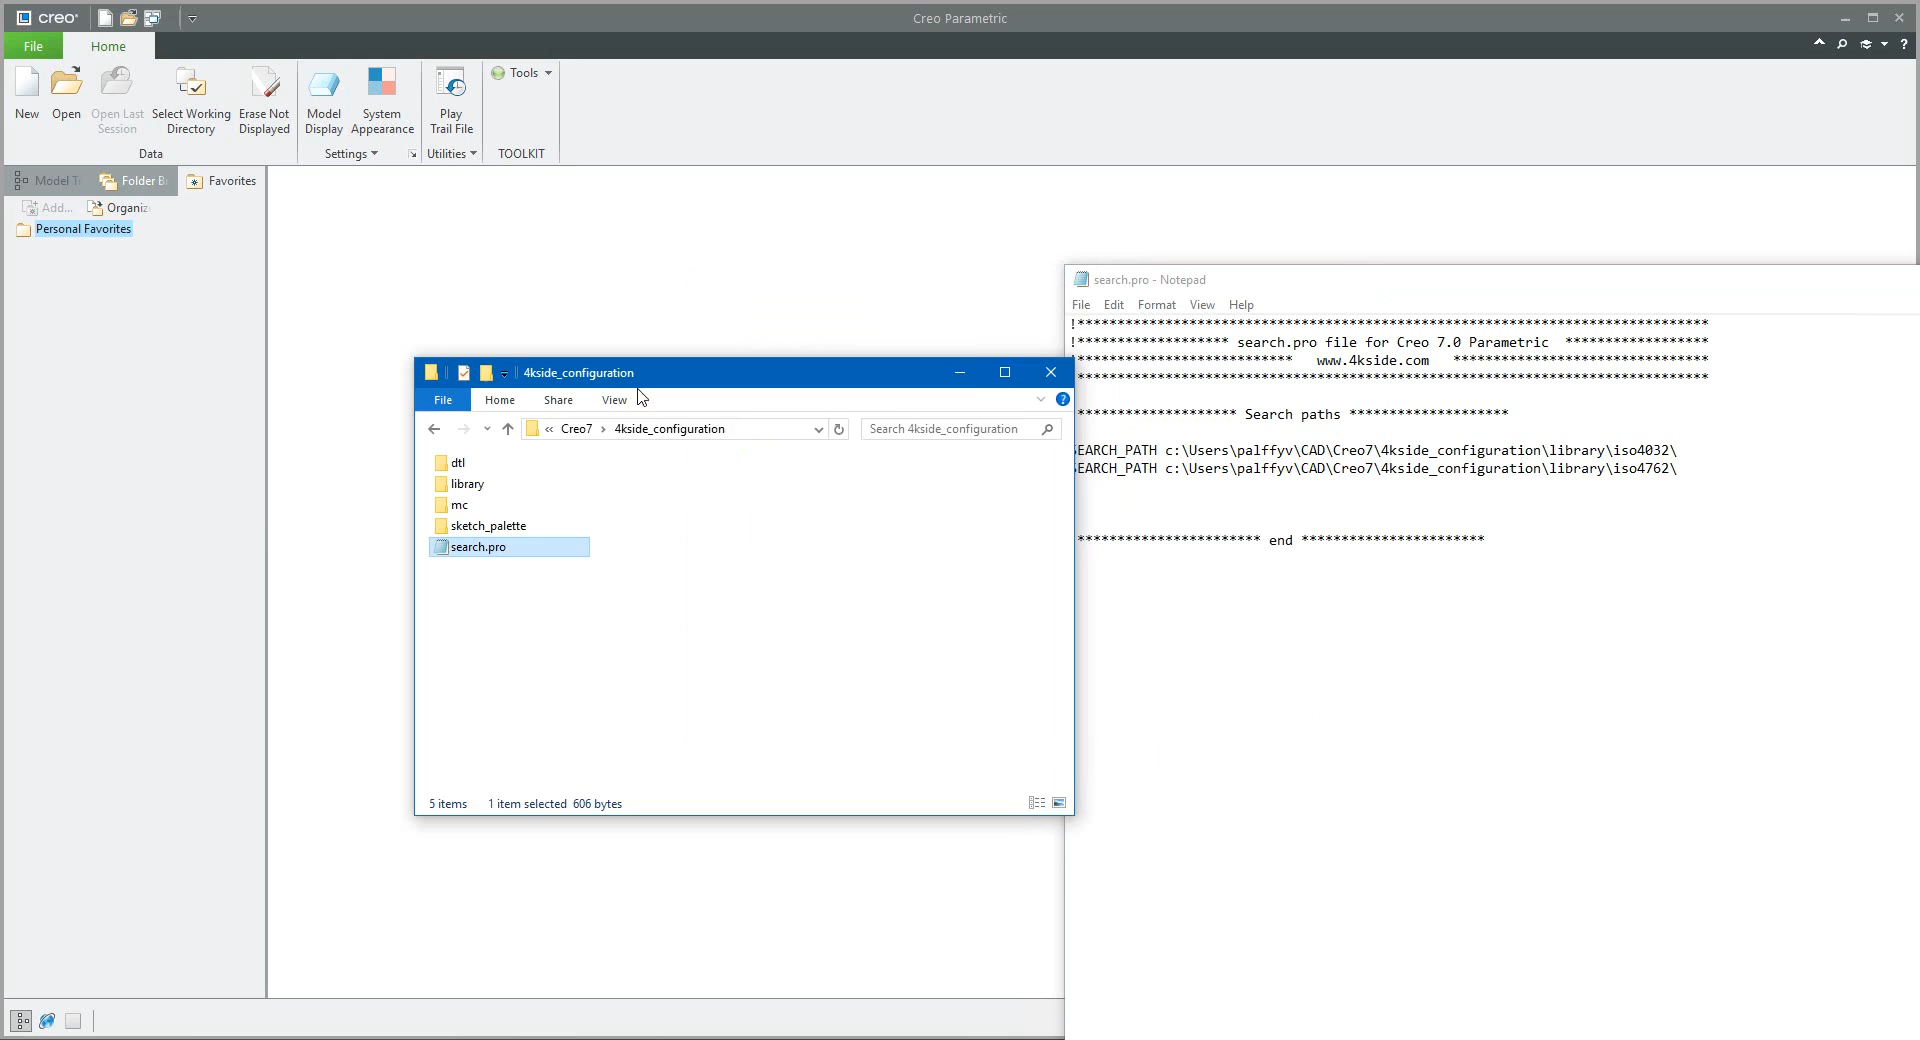 creo
Creo Parametric
File Home
New Open Open Last Session Select Working Directory Erase Not Displayed Model Display System Appearance Play Trail File Tools
Data Settings Utilities TOOLKIT
Model T Folder B Favorites
Add... Organiz
Personal Favorites
search.pro - Notepad
File Edit Format View Help
!*******************************************************************************
!******************* search.pro file for Creo 7.0 Parametric ******************
*************************** www.4kside.com ********************************
*******************************************************************************
******************** Search paths ********************
EARCH_PATH c:\Users\palffyv\CAD\Creo7\4kside_configuration\library\iso4032\
EARCH_PATH c:\Users\palffyv\CAD\Creo7\4kside_configuration\library\iso4762\
*********************** end ***********************
4kside_configuration
File Home Share View
« Creo7 > 4kside_configuration Search 4kside_configuration
dtl
library
mc
sketch_palette
search.pro
5 items 1 item selected 606 bytes